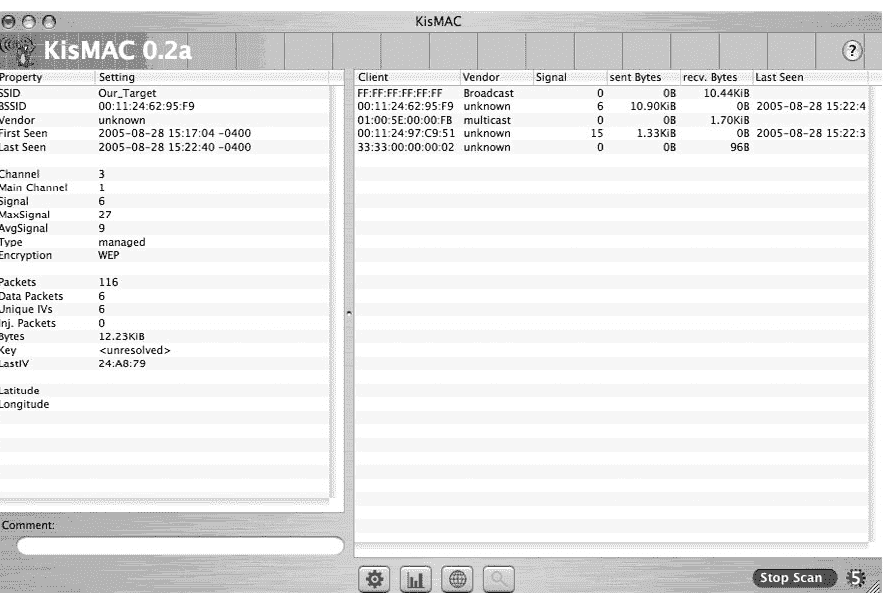 KisMAC
KisMAC 0.2a
?
Property Setting
SSID Our_Target
BSSID 00:11:24:62:95:F9
Vendor unknown
First Seen 2005-08-28 15:17:04 -0400
Last Seen 2005-08-28 15:22:40 -0400
Channel 3
Main Channel 1
Signal 6
MaxSignal 27
AvgSignal 9
Type managed
Encryption WEP
Packets 116
Data Packets 6
Unique IVs 6
Inj. Packets 0
Bytes 12.23KiB
Key <unresolved>
LastIV 24:A8:79
Latitude
Longitude
Comment:
Client Vendor Signal sent Bytes recv. Bytes Last Seen
FF:FF:FF:FF:FF:FF Broadcast 0 0B 10.44KiB
00:11:24:62:95:F9 unknown 6 10.90KiB 0B 2005-08-28 15:22:4
01:00:5E:00:00:FB multicast 0 0B 1.70KiB
00:11:24:97:C9:51 unknown 15 1.33KiB 0B 2005-08-28 15:22:3
33:33:00:00:00:02 unknown 0 0B 96B
Stop Scan
5